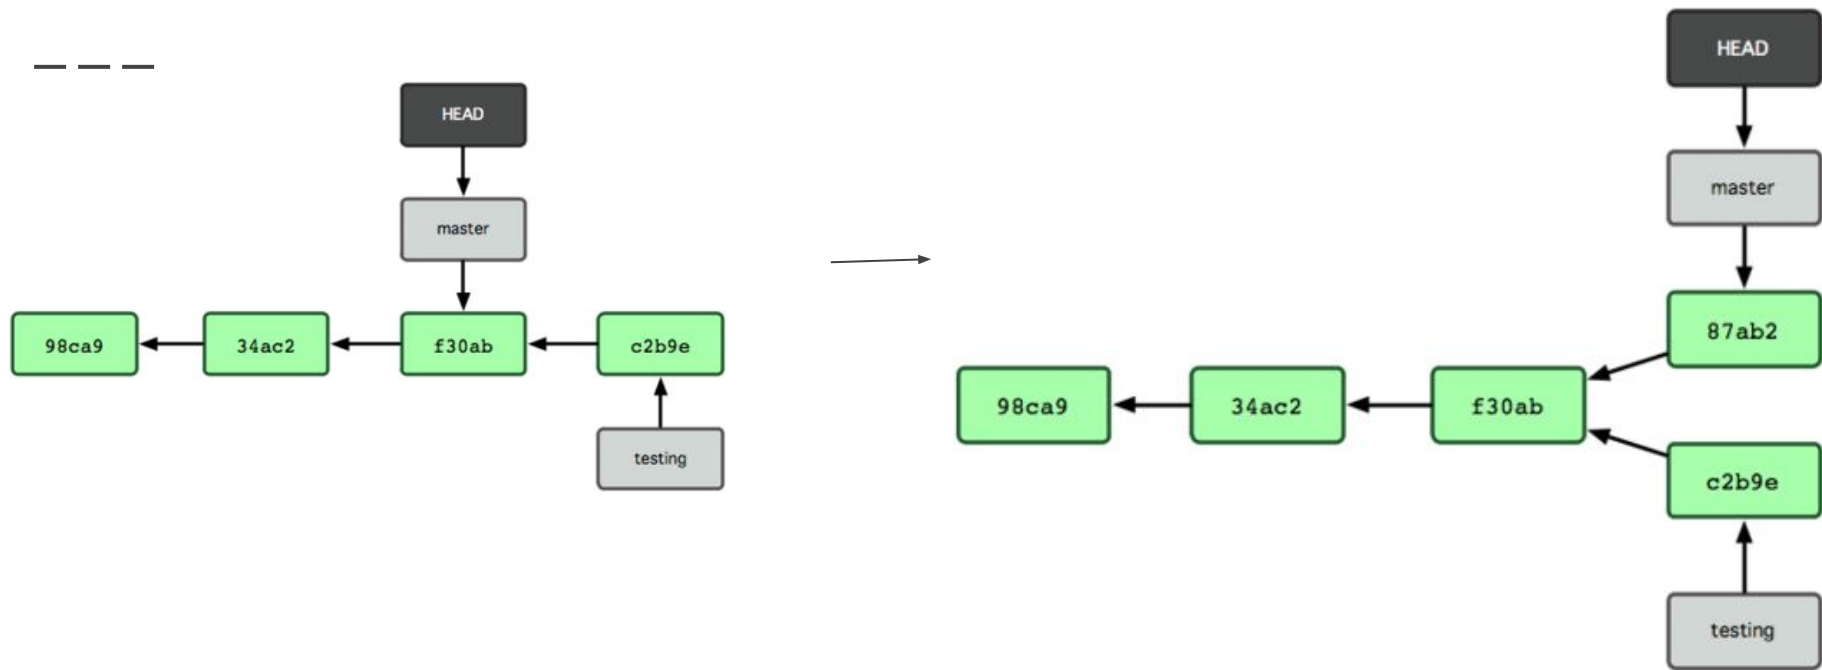 HEAD
master
98ca9
34ac2
f30ab
c2b9e
testing
HEAD
master
87ab2
98ca9
34ac2
f30ab
c2b9e
testing